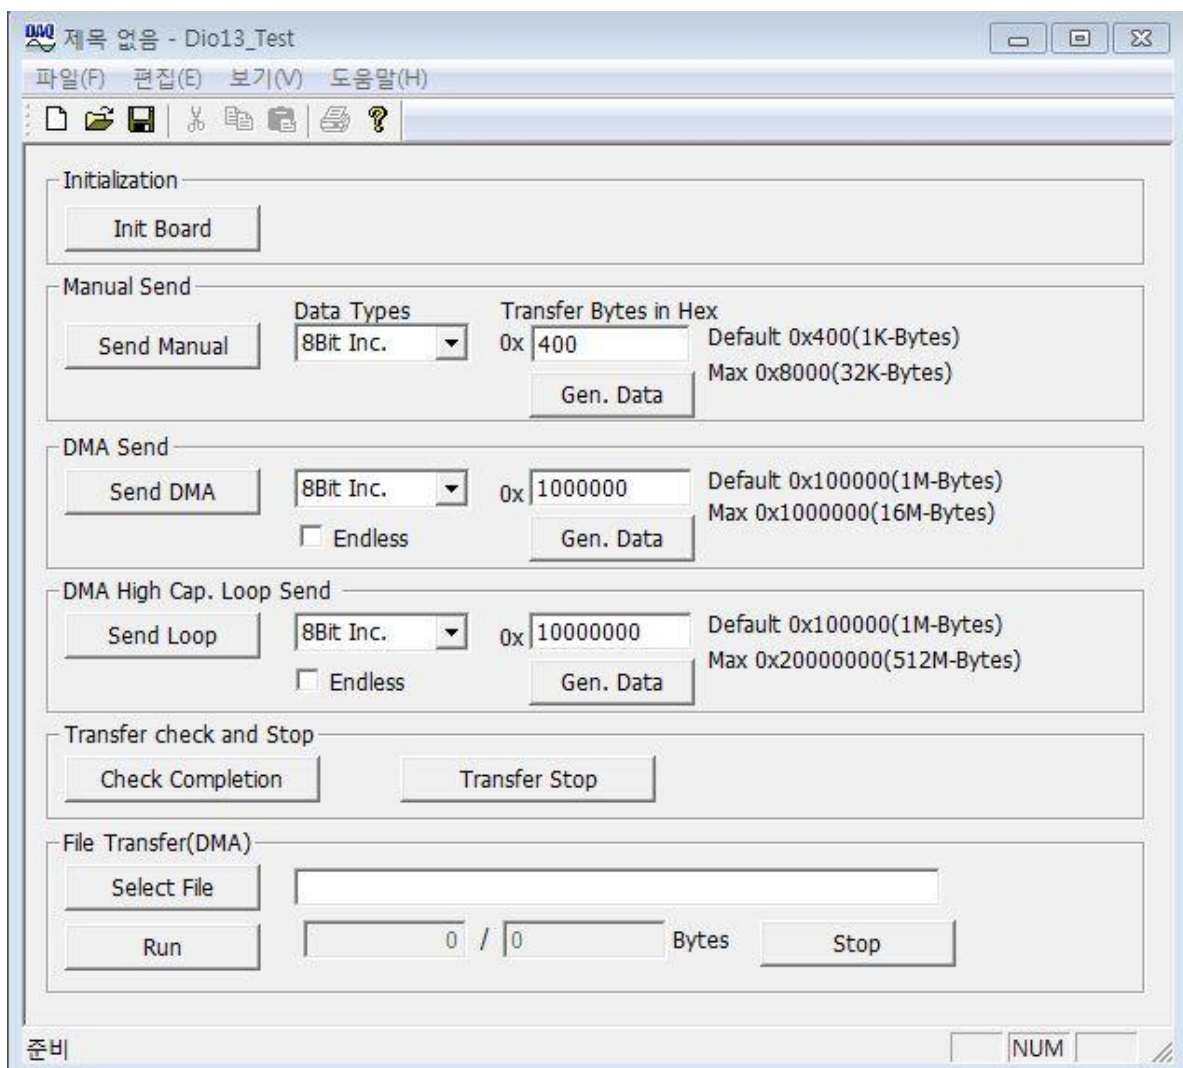 DAQ 제목 없음 - Dio13_Test
파일(F) 편집(E) 보기(V) 도움말(H)
Initialization
Init Board
Manual Send
Data Types Transfer Bytes in Hex
Send Manual 8Bit Inc. 0x 400 Default 0x400(1K-Bytes)
Max 0x8000(32K-Bytes)
Gen. Data
DMA Send
Send DMA 8Bit Inc. 0x 1000000 Default 0x100000(1M-Bytes)
Max 0x1000000(16M-Bytes)
Endless Gen. Data
DMA High Cap. Loop Send
Send Loop 8Bit Inc. 0x 10000000 Default 0x100000(1M-Bytes)
Max 0x20000000(512M-Bytes)
Endless Gen. Data
Transfer check and Stop
Check Completion Transfer Stop
File Transfer(DMA)
Select File
Run 0 / 0 Bytes Stop
준비 NUM